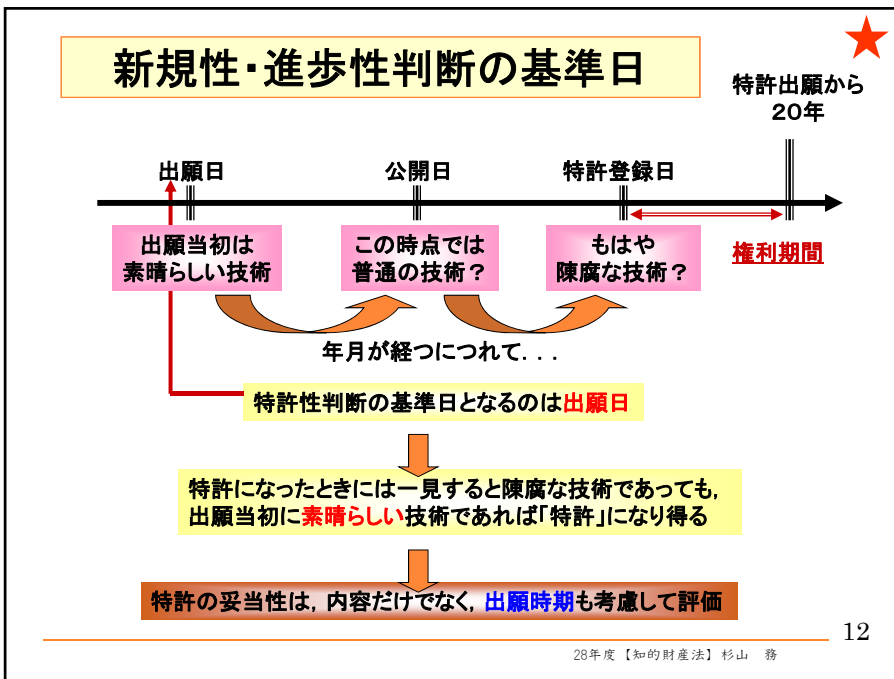 新規性・進歩性判断の基準日
特許出願から
20年
出願日
公開日
特許登録日
出願当初は
素晴らしい技術
この時点では
普通の技術？
もはや
陳腐な技術？
権利期間
年月が経つにつれて．．．
特許性判断の基準日となるのは出願日
特許になったときには一見すると陳腐な技術であっても，
出願当初に素晴らしい技術であれば「特許」になり得る
特許の妥当性は，内容だけでなく，出願時期も考慮して評価
12
28年度【知的財産法】杉山　務